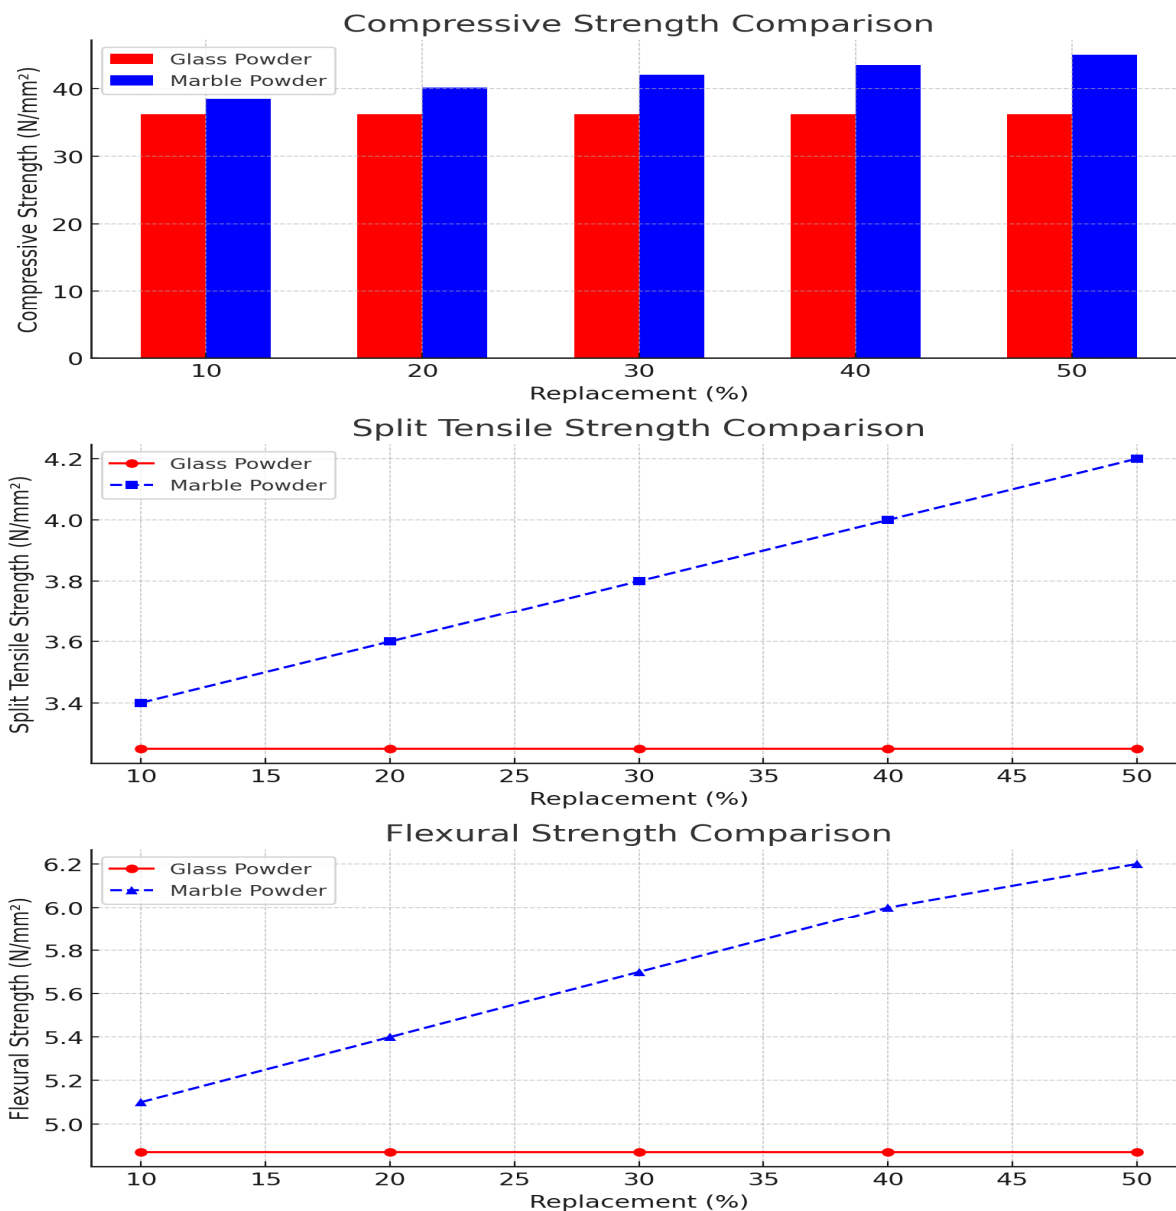 Compressive Strength Comparison
Glass Powder
Marble Powder
Compressive Strength (N/mm²)
40
30
20
10
0
10 20 30 40 50
Replacement (%)
Split Tensile Strength Comparison
Glass Powder
Marble Powder
Split Tensile Strength (N/mm²)
4.2
4.0
3.8
3.6
3.4
10 15 20 25 30 35 40 45 50
Replacement (%)
Flexural Strength Comparison
Glass Powder
Marble Powder
Flexural Strength (N/mm²)
6.2
6.0
5.8
5.6
5.4
5.2
5.0
10 15 20 25 30 35 40 45 50
Replacement (%)